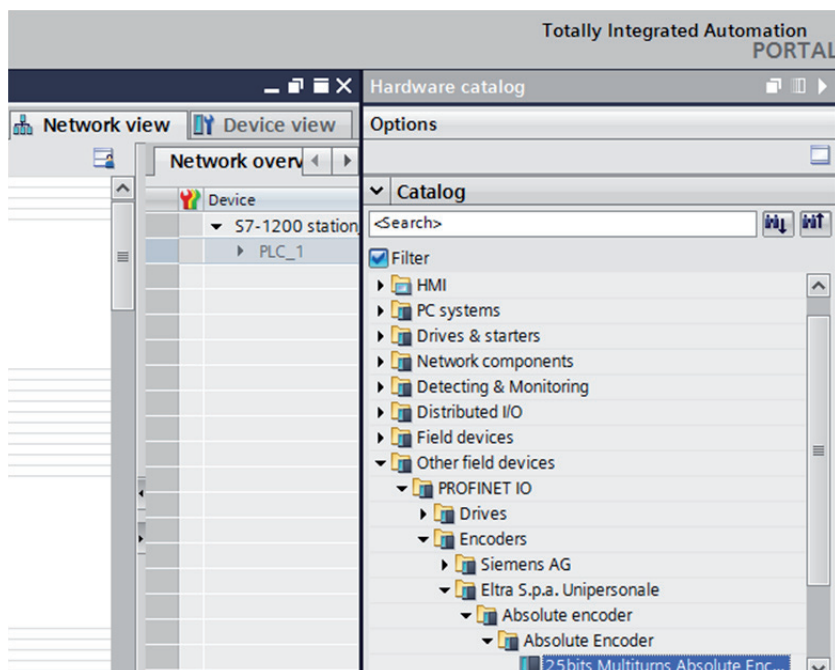 Totally Integrated Automation
PORTAL
Hardware catalog
Network view
Device view
Options
Network overv
Device
S7-1200 station
PLC_1
Catalog
<Search>
Filter
HMI
PC systems
Drives & starters
Network components
Detecting & Monitoring
Distributed I/O
Field devices
Other field devices
PROFINET IO
Drives
Encoders
Siemens AG
Eltra S.p.a. Unipersonale
Absolute encoder
Absolute Encoder
25bits Multiturns Absolute Enc...